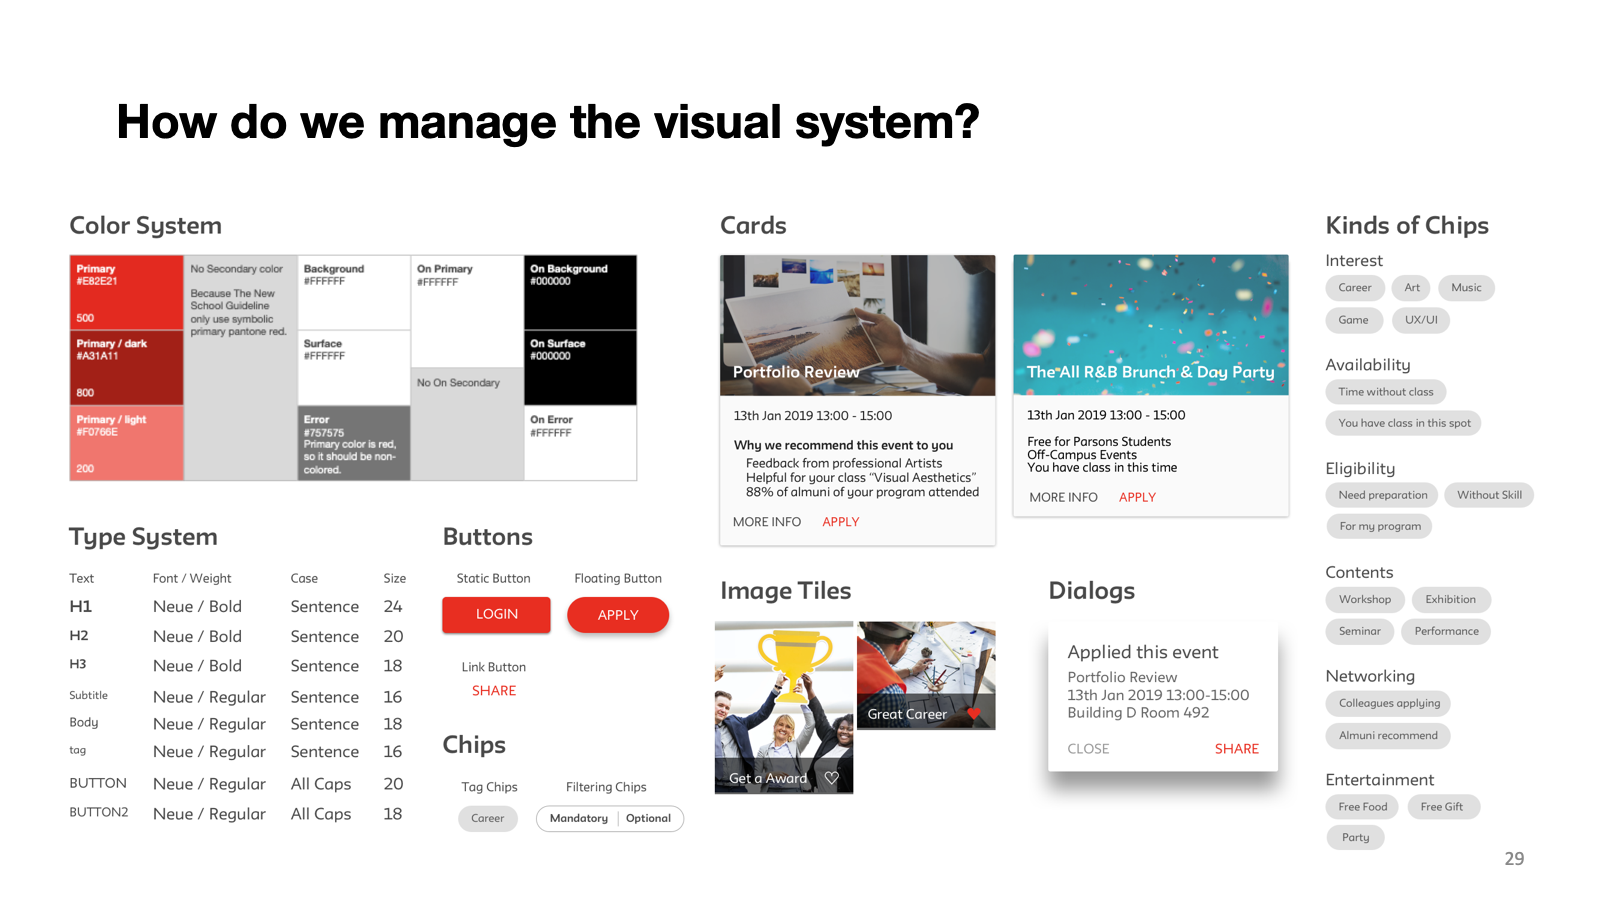 How do we manage the visual system?
Color System
Primary
#E82E21
500
Primary / dark
#A31A11
800
Primary / light
#F0766E
200
No Secondary color
Because The New
School Guideline
only use symbolic
primary pantone red.
Background
#FFFFFF
Surface
#FFFFFF
Error
#757575
Primary color is red,
so it should be non-
colored.
On Primary
#FFFFFF
No On Secondary
On Background
#000000
On Surface
#000000
On Error
#FFFFFF
Type System
Text Font / Weight Case Size
H1 Neue / Bold Sentence 24
H2 Neue / Bold Sentence 20
H3 Neue / Bold Sentence 18
Subtitle Neue / Regular Sentence 16
Body Neue / Regular Sentence 18
tag Neue / Regular Sentence 16
BUTTON Neue / Regular All Caps 20
BUTTON2 Neue / Regular All Caps 18
Buttons
Static Button Floating Button
LOGIN APPLY
Link Button
SHARE
Chips
Tag Chips Filtering Chips
Career Mandatory Optional
Cards
Portfolio Review
13th Jan 2019 13:00 - 15:00
Why we recommend this event to you
Feedback from professional Artists
Helpful for your class “Visual Aesthetics”
88% of almuni of your program attended
MORE INFO APPLY
The All R&B Brunch & Day Party
13th Jan 2019 13:00 - 15:00
Free for Parsons Students
Off-Campus Events
You have class in this time
MORE INFO APPLY
Image Tiles
Get a Award
Great Career
Dialogs
Applied this event
Portfolio Review
13th Jan 2019 13:00-15:00
Building D Room 492
CLOSE SHARE
Kinds of Chips
Interest
Career Art Music
Game UX/UI
Availability
Time without class
You have class in this spot
Eligibility
Need preparation Without Skill
For my program
Contents
Workshop Exhibition
Seminar Performance
Networking
Colleagues applying
Almuni recommend
Entertainment
Free Food Free Gift
Party
29